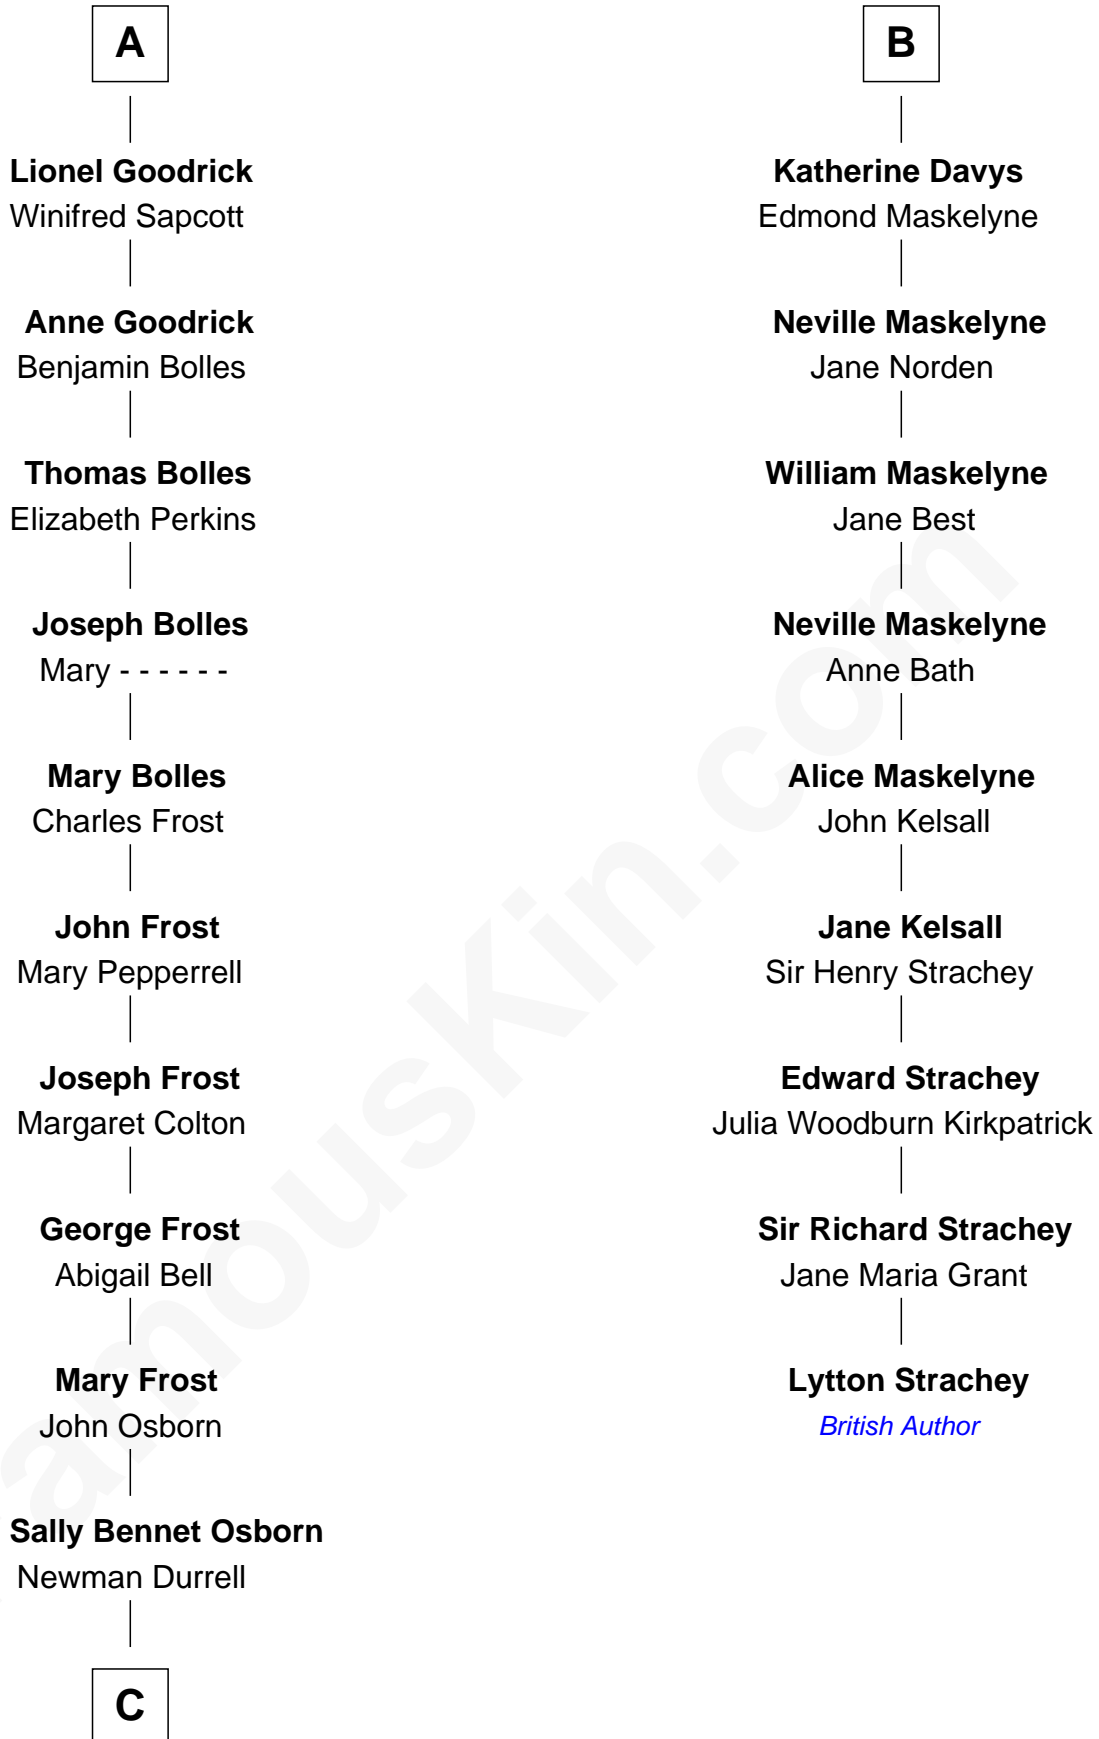 A
Lionel Goodrick
Winifred Sapcott
Anne Goodrick
Benjamin Bolles
Thomas Bolles
Elizabeth Perkins
Joseph Bolles
Mary - - - - - -
Mary Bolles
Charles Frost
John Frost
Mary Pepperrell
Joseph Frost
Margaret Colton
George Frost
Abigail Bell
Mary Frost
John Osborn
Sally Bennet Osborn
Newman Durrell
C
B
Katherine Davys
Edmond Maskelyne
Neville Maskelyne
Jane Norden
William Maskelyne
Jane Best
Neville Maskelyne
Anne Bath
Alice Maskelyne
John Kelsall
Jane Kelsall
Sir Henry Strachey
Edward Strachey
Julia Woodburn Kirkpatrick
Sir Richard Strachey
Jane Maria Grant
Lytton Strachey
British Author
amouskin.com